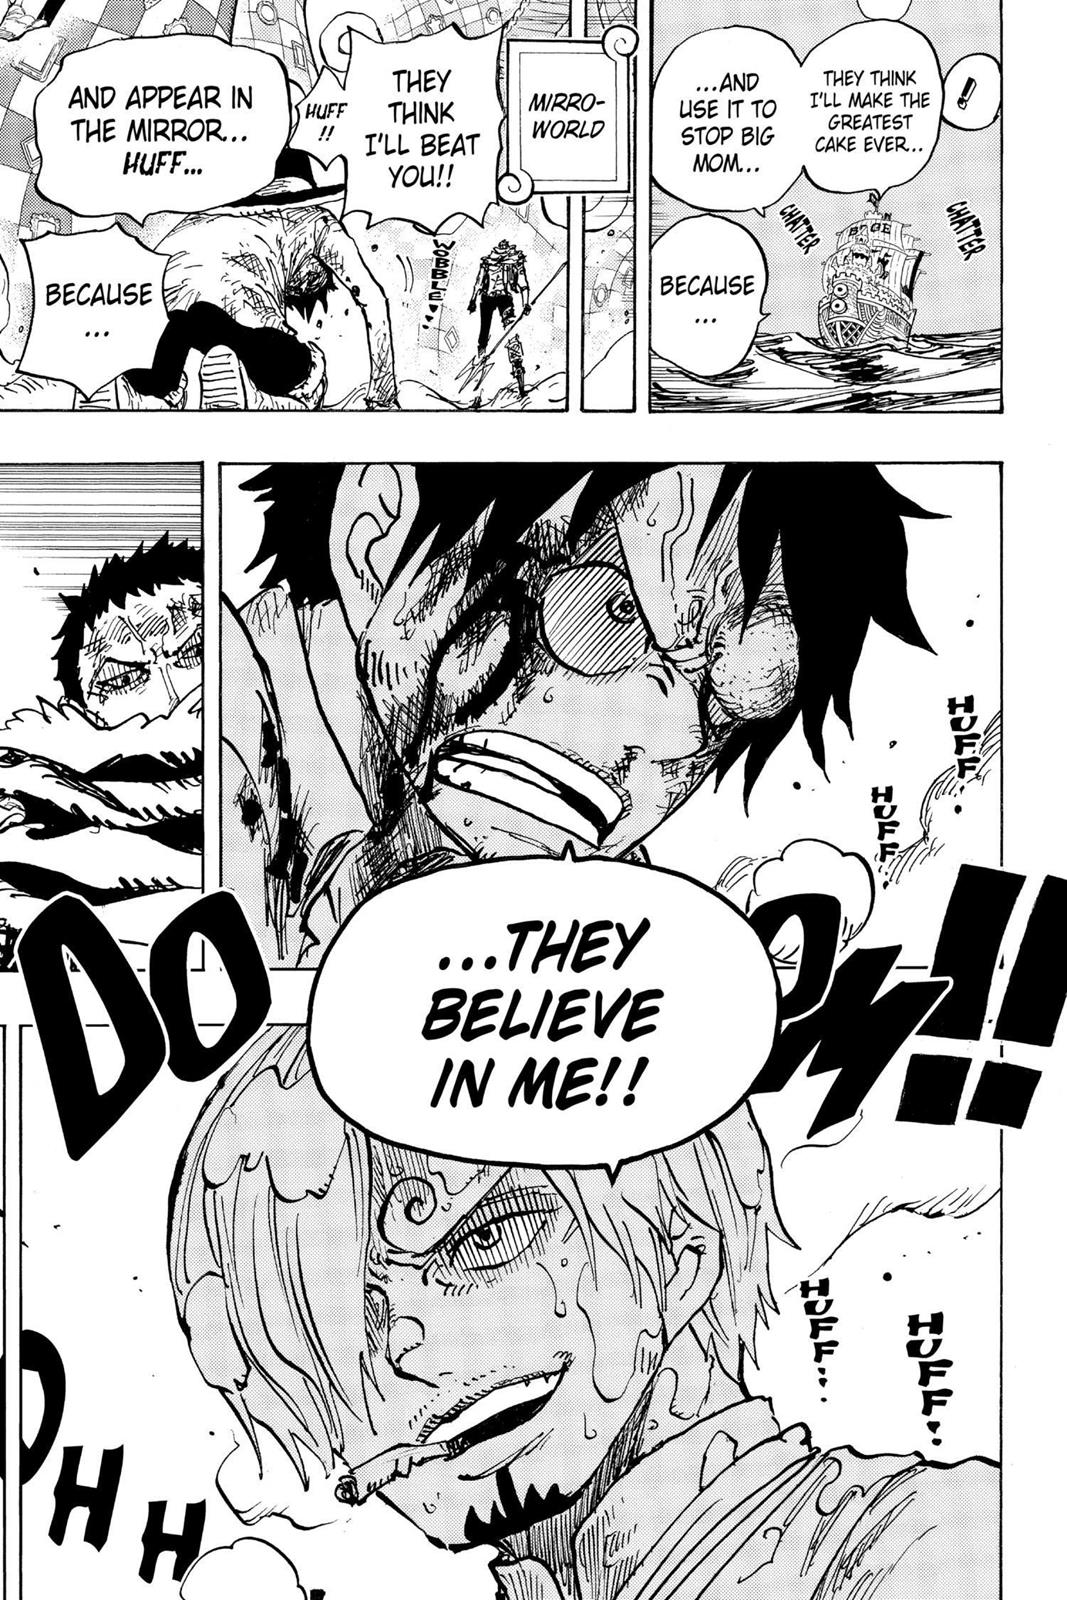 !
THEY THINK
I'LL MAKE THE
GREATEST
CAKE EVER...
...AND
USE IT TO
STOP BIG
MOM...
CHATTER
CHATTER
BECAUSE
...
MIRRO-
WORLD
THEY
THINK
I'LL BEAT
YOU!!
HUFF
!!
AND APPEAR IN
THE MIRROR...
HUFF...
WOBBLE!..
BECAUSE
...
HUFF..
HUFF..
...THEY
BELIEVE
IN ME!!
DOOM!!
HUFF..
HUFF..
OHH